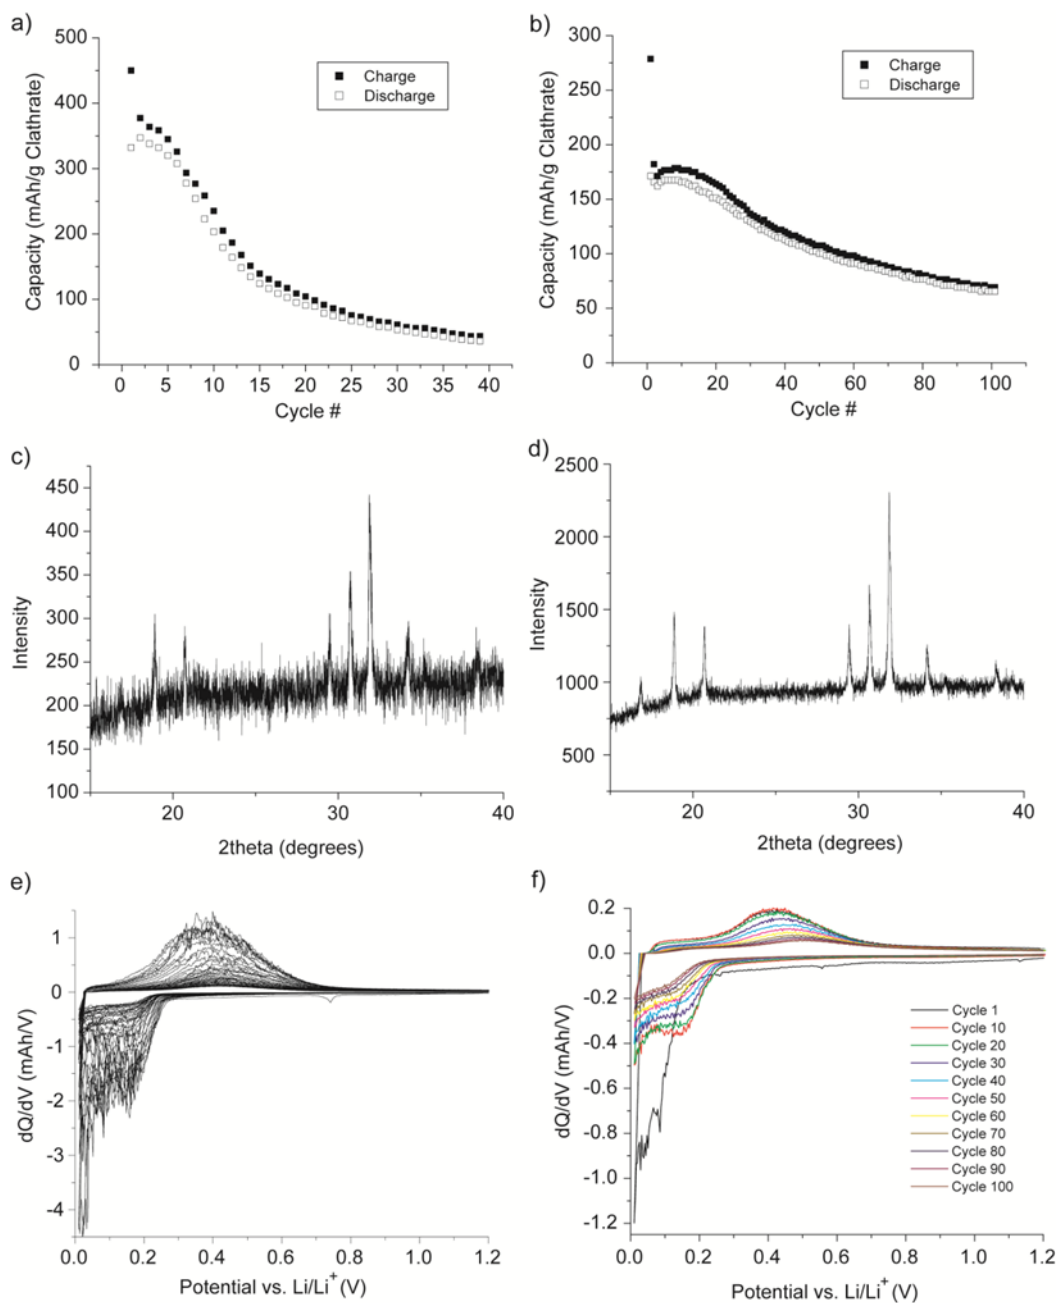 a)
500
450
400
350
300
250
200
150
100
50
0
Capacity (mAh/g Clathrate)
Charge
Discharge
0 5 10 15 20 25 30 35 40
Cycle #
b)
300
250
200
150
100
50
0
Capacity (mAh/g Clathrate)
Charge
Discharge
0 20 40 60 80 100
Cycle #
c)
450
400
350
300
250
200
150
100
Intensity
20 30 40
2theta (degrees)
d)
2500
2000
1500
1000
500
Intensity
20 30 40
2theta (degrees)
e)
1
0
-1
-2
-3
-4
dQ/dV (mAh/V)
0.0 0.2 0.4 0.6 0.8 1.0 1.2
Potential vs. Li/Li+ (V)
f)
0.2
0.0
-0.2
-0.4
-0.6
-0.8
-1.0
-1.2
dQ/dV (mAh/V)
Cycle 1
Cycle 10
Cycle 20
Cycle 30
Cycle 40
Cycle 50
Cycle 60
Cycle 70
Cycle 80
Cycle 90
Cycle 100
0.0 0.2 0.4 0.6 0.8 1.0 1.2
Potential vs. Li/Li+ (V)